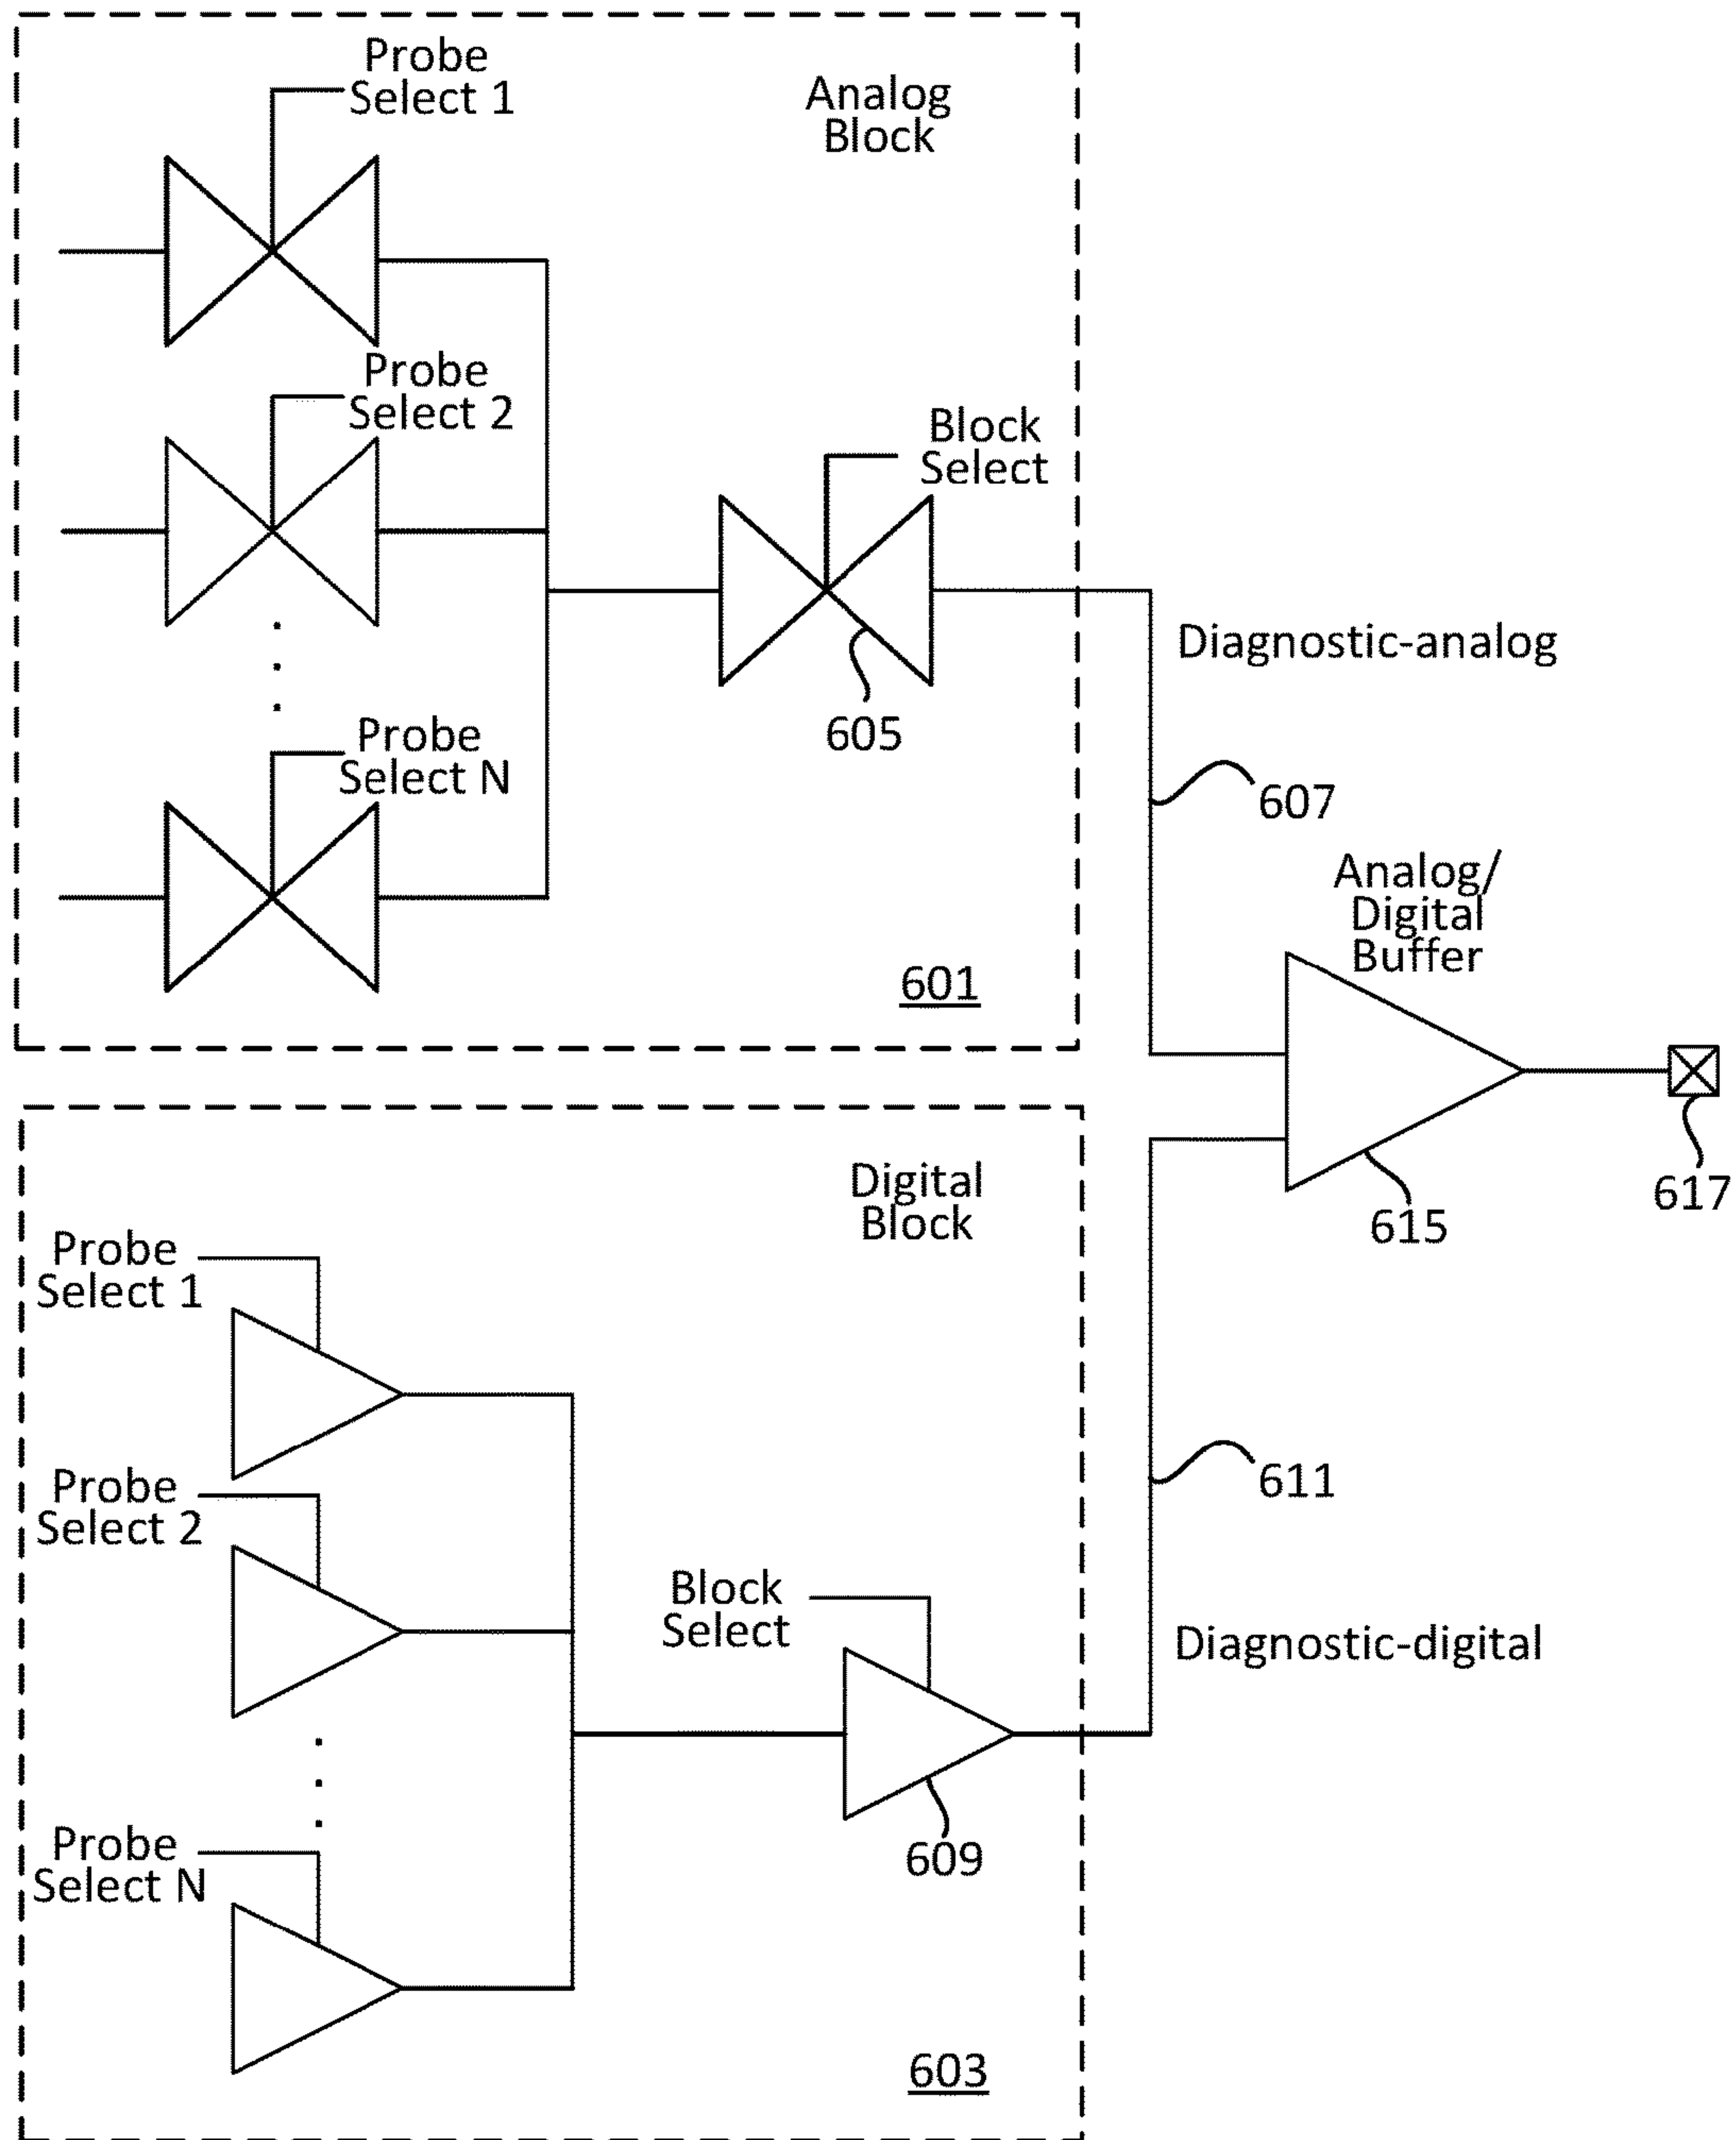 Probe
Select 1
Analog
Block
Probe
Select 2
Block
Select
605
Diagnostic-analog
Probe
Select N
607
Analog/
Digital
Buffer
601
615
617
Digital
Block
Probe
Select 1
Probe
Select 2
611
Block
Select
Diagnostic-digital
609
Probe
Select N
603